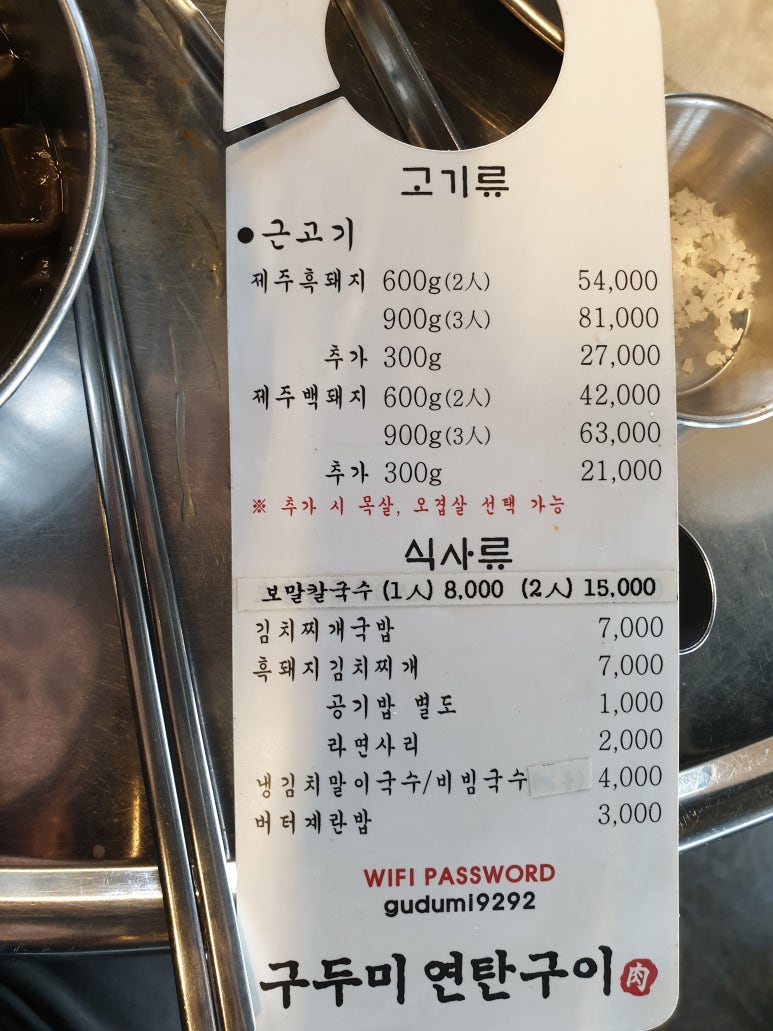 고기류
●근고기
제주흑돼지 600g(2人) 54,000
900g(3人) 81,000
추가 300g 27,000
제주백돼지 600g(2人) 42,000
900g(3人) 63,000
추가 300g 21,000
※ 추가 시 목살, 오겹살 선택 가능
식사류
보말칼국수 (1人) 8,000 (2人) 15,000
김치찌개국밥 7,000
흑돼지김치찌개 7,000
공기밥 별도 1,000
라면사리 2,000
냉김치말이국수/비빔국수 4,000
버터계란밥 3,000
WIFI PASSWORD
gudumi9292
구두미 연탄구이 肉